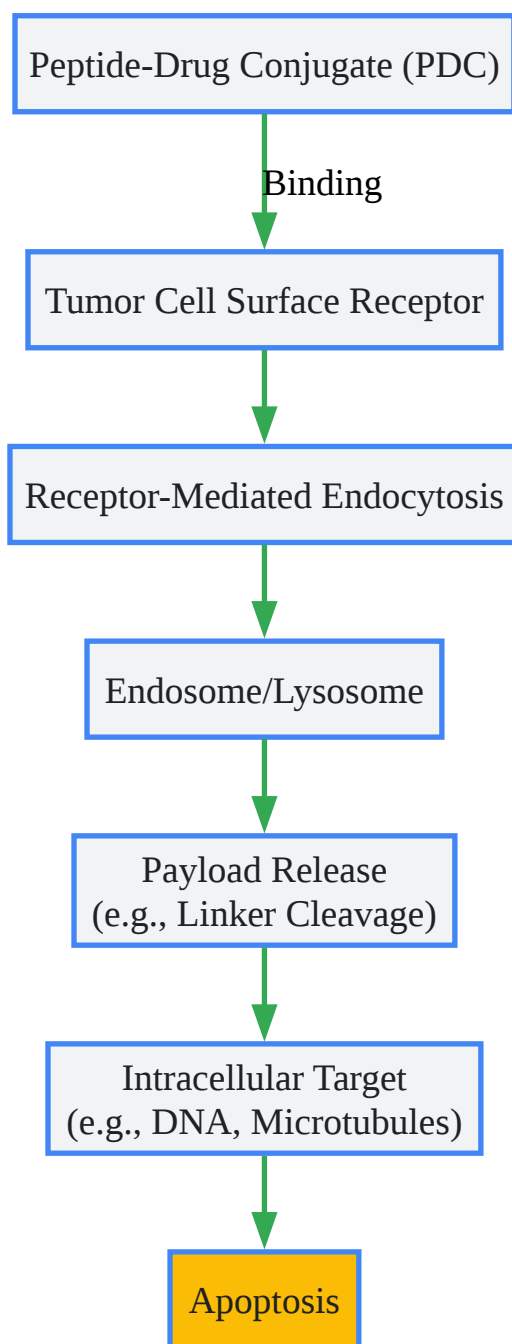 Peptide-Drug Conjugate (PDC)
Binding
Tumor Cell Surface Receptor
Receptor-Mediated Endocytosis
Endosome/Lysosome
Payload Release
(e.g., Linker Cleavage)
Intracellular Target
(e.g., DNA, Microtubules)
Apoptosis